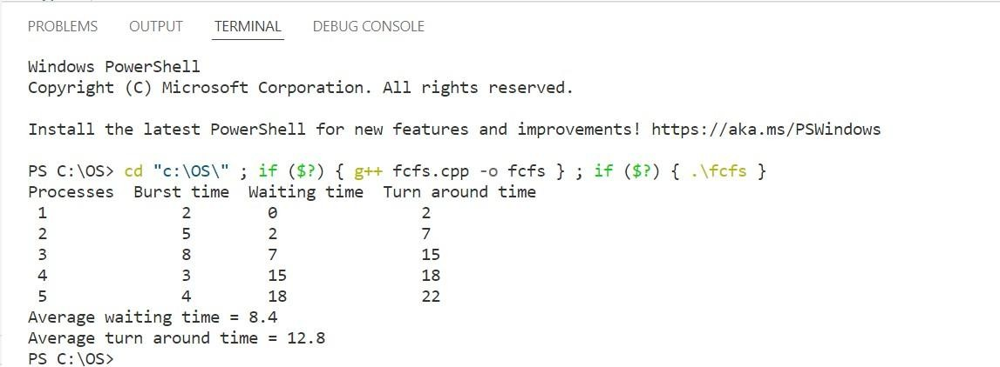 PROBLEMS OUTPUT TERMINAL DEBUG CONSOLE
Windows PowerShell
Copyright (C) Microsoft Corporation. All rights reserved.
Install the latest PowerShell for new features and improvements! https://aka.ms/PSWindows
PS C:\OS> cd "c:\OS\" ; if ($?) { g++ fcfs.cpp -o fcfs } ; if ($?) { .\fcfs }
Processes  Burst time  Waiting time  Turn around time
1 2 0 2
2 5 2 7
3 8 7 15
4 3 15 18
5 4 18 22
Average waiting time = 8.4
Average turn around time = 12.8
PS C:\OS>